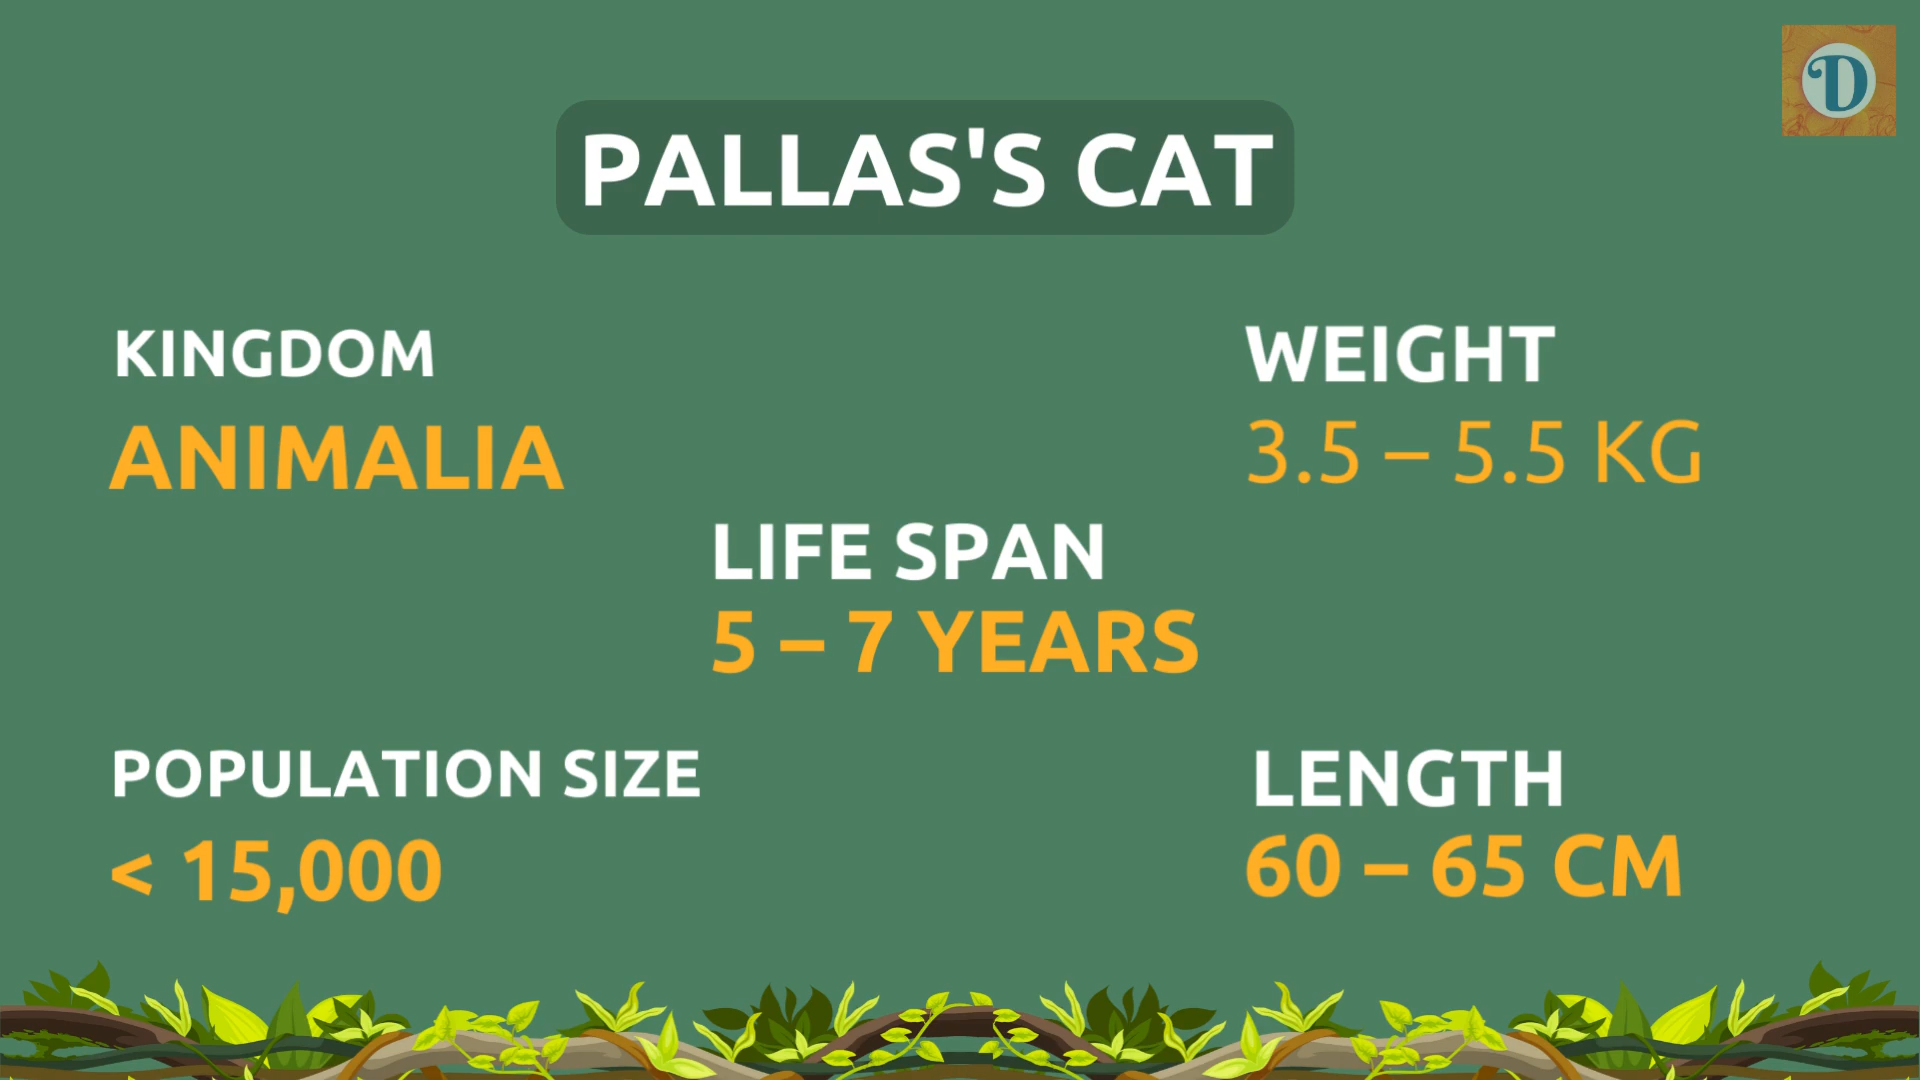 D
PALLAS'S CAT
KINGDOM
ANIMALIA
WEIGHT
3.5 – 5.5 KG
LIFE SPAN
5 – 7 YEARS
POPULATION SIZE
< 15,000
LENGTH
60 – 65 CM